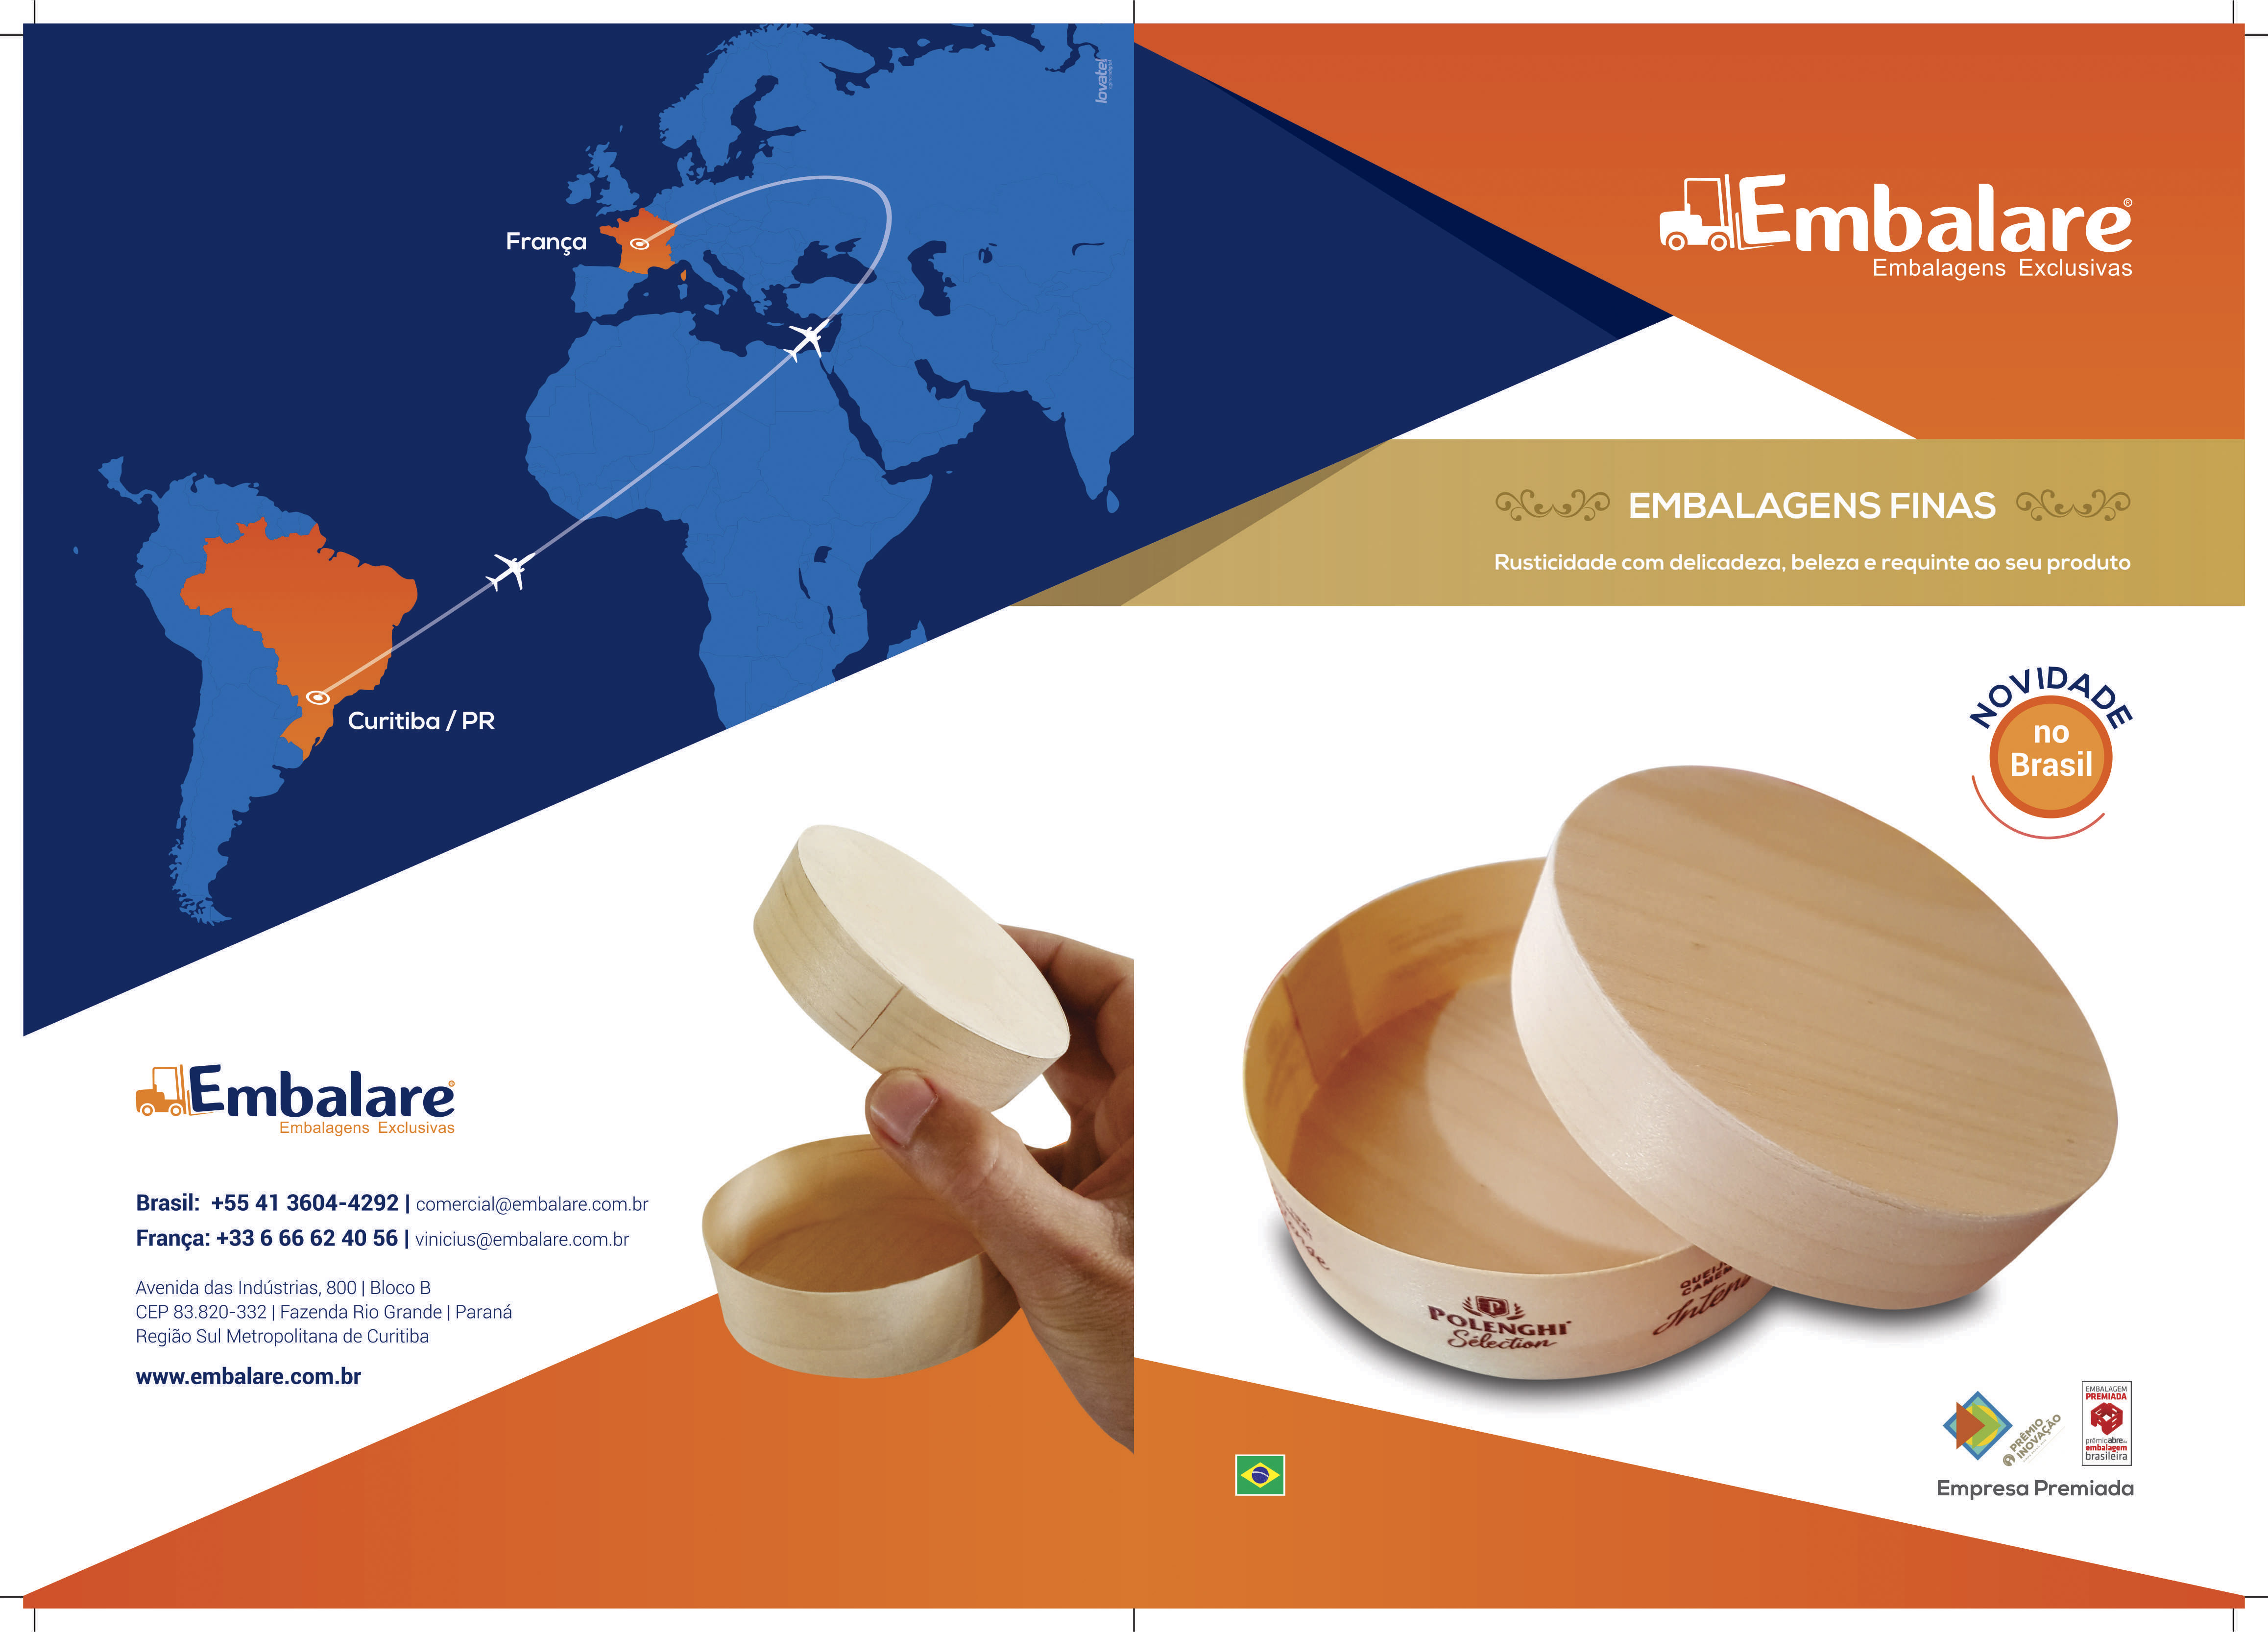 lovatel
França
Curitiba / PR
Embalare®
Embalagens Exclusivas
Brasil: +55 41 3604-4292 | comercial@embalare.com.br
França: +33 6 66 62 40 56 | vinicius@embalare.com.br
Avenida das Indústrias, 800 | Bloco B
CEP 83.820-332 | Fazenda Rio Grande | Paraná
Região Sul Metropolitana de Curitiba
www.embalare.com.br
Embalare®
Embalagens Exclusivas
EMBALAGENS FINAS
Rusticidade com delicadeza, beleza e requinte ao seu produto
NOVIDADE
no
Brasil
P
POLENGHI
Sélection
EMBALAGEM
PREMIADA
prêmioabre
embalagem
brasileira
PRÊMIO
INOVAÇÃO
Empresa Premiada